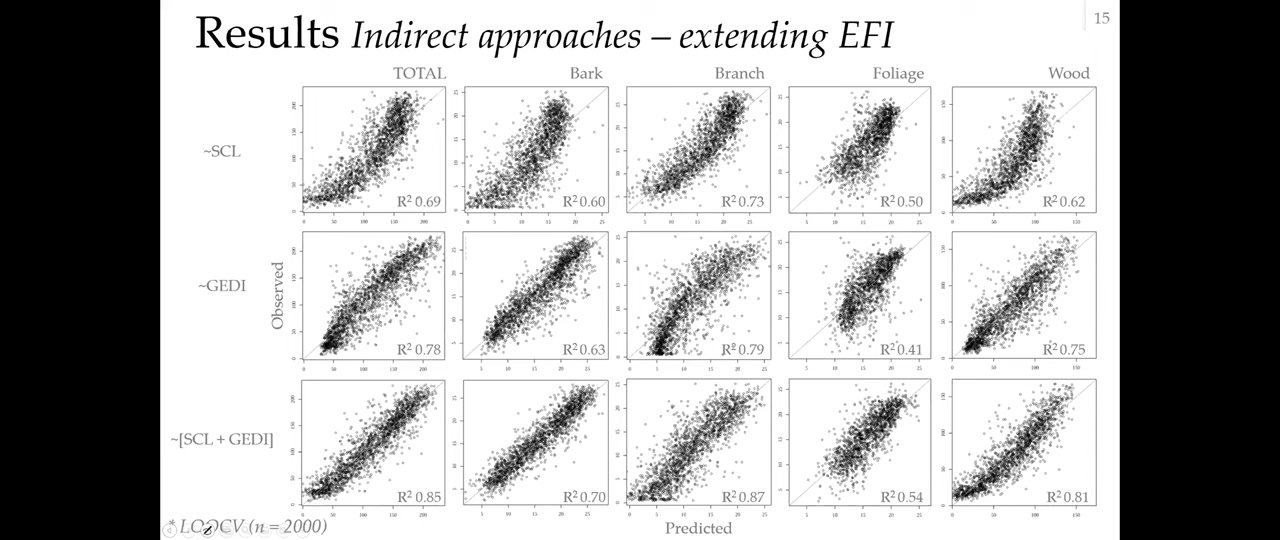 15
Results Indirect approaches – extending EFI
TOTAL Bark Branch Foliage Wood
~SCL
R² 0.69 R² 0.60 R² 0.73 R² 0.50 R² 0.62
~GEDI
Observed
R² 0.78 R² 0.63 R² 0.79 R² 0.41 R² 0.75
~[SCL + GEDI]
R² 0.85 R² 0.70 R² 0.87 R² 0.54 R² 0.81
* LOOCV (n = 2000)
Predicted